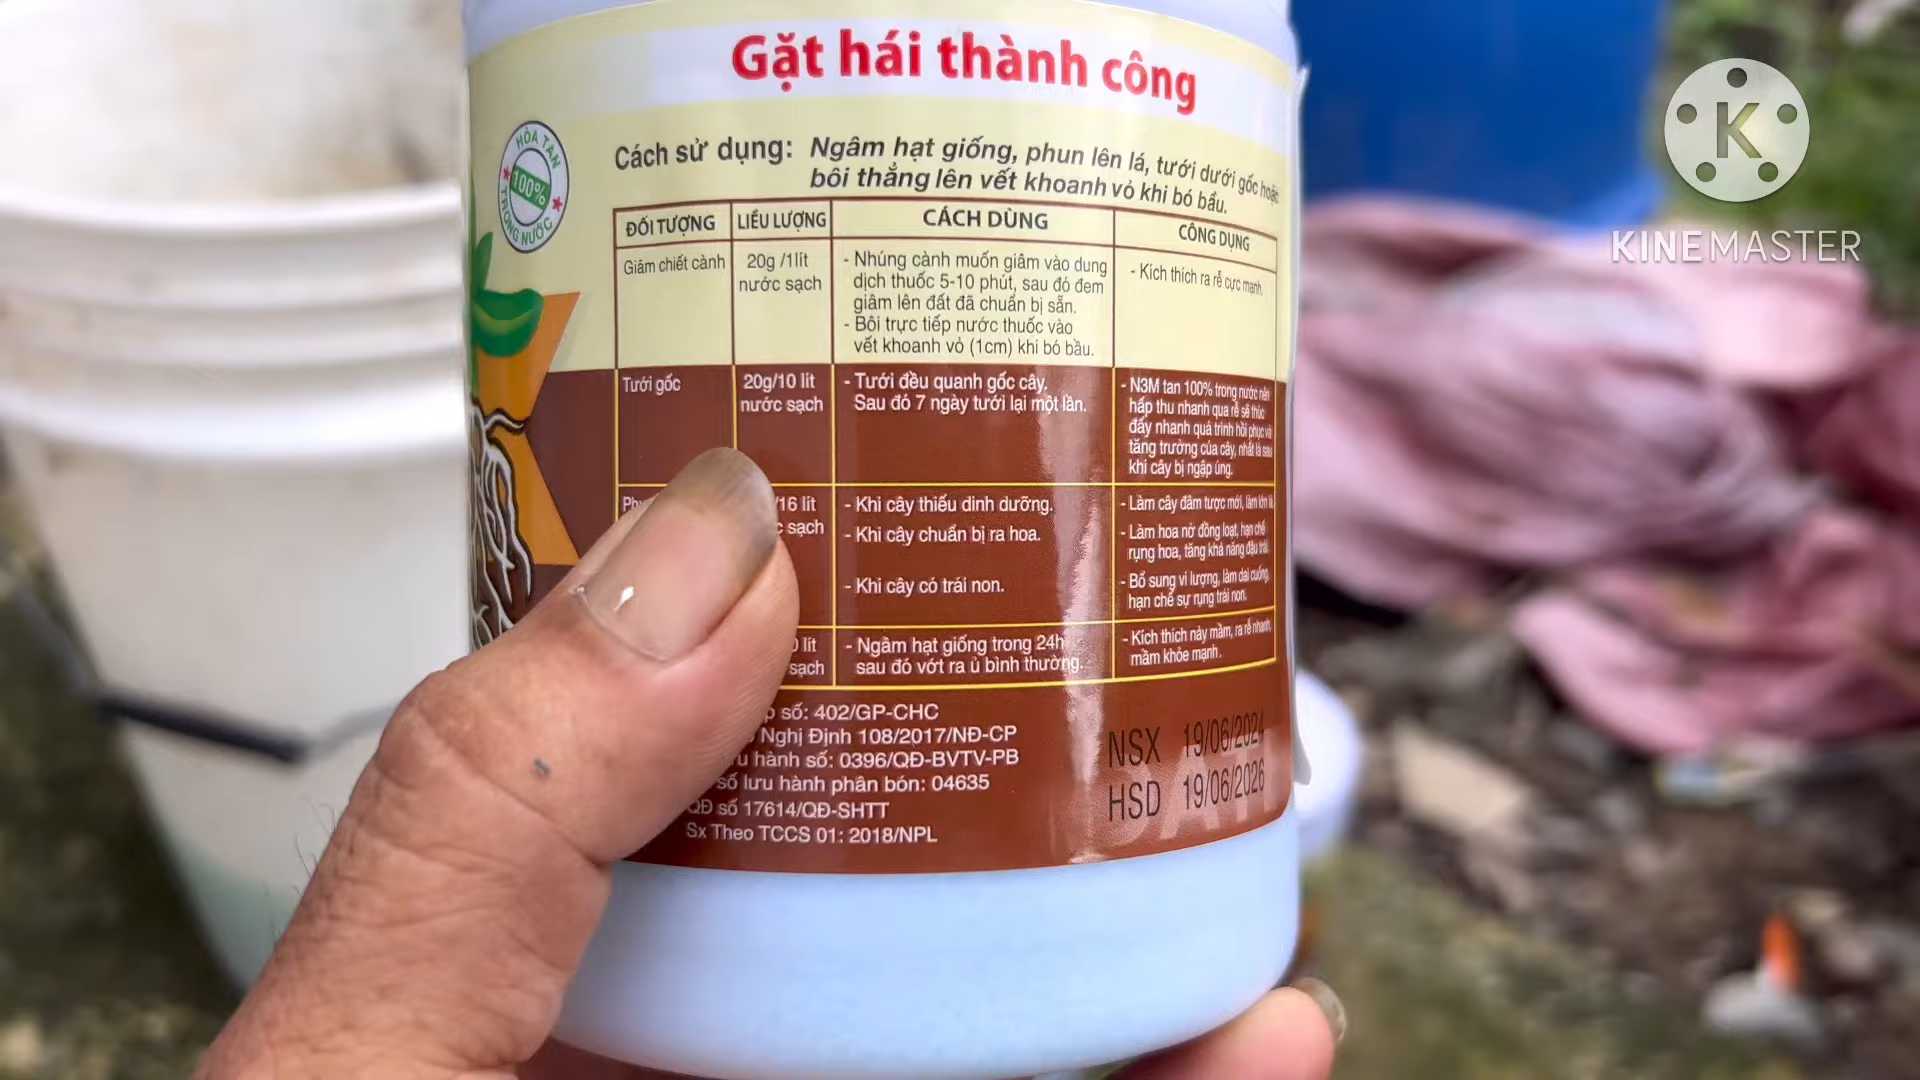 Gặt hái thành công
HÒA TAN
100%
TRONG NƯỚC
Cách sử dụng: Ngâm hạt giống, phun lên lá, tưới dưới gốc hoặc
bôi thẳng lên vết khoanh vỏ khi bó bầu.
ĐỐI TƯỢNG LIỀU LƯỢNG CÁCH DÙNG CÔNG DỤNG
Giâm chiết cành
20g /1lít
nước sạch
- Nhúng cành muốn giâm vào dung
dịch thuốc 5-10 phút, sau đó đem
giâm lên đất đã chuẩn bị sẵn.
- Bôi trực tiếp nước thuốc vào
vết khoanh vỏ (1cm) khi bó bầu.
- Kích thích ra rễ cực mạnh
Tưới gốc
20g/10 lít
nước sạch
- Tưới đều quanh gốc cây.
Sau đó 7 ngày tưới lại một lần.
- N3M tan 100% trong nước nên
hấp thu nhanh qua rễ sẽ thúc
đẩy nhanh quá trình hồi phục và
tăng trưởng của cây, nhất là sau
khi cây bị ngập úng.
/16 lít
sạch
- Khi cây thiếu dinh dưỡng.
- Khi cây chuẩn bị ra hoa.
- Khi cây có trái non.
- Làm cây đâm tược mới, làm lớn lá
- Làm hoa nở đồng loạt, hạn chế
rụng hoa, tăng khả năng đậu trái
- Bổ sung vi lượng, làm dai cuống,
hạn chế sự rụng trái non.
lít
sạch
- Ngâm hạt giống trong 24h
sau đó vớt ra ủ bình thường.
- Kích thích nảy mầm, ra rễ nhanh,
mầm khỏe mạnh.
số: 402/GP-CHC
Nghị Định 108/2017/NĐ-CP
hành số: 0396/QĐ-BVTV-PB
số lưu hành phân bón: 04635
QĐ số 17614/QĐ-SHTT
Sx Theo TCCS 01: 2018/NPL
NSX 19/06/2024
HSD 19/06/2026
K
KINEMASTER